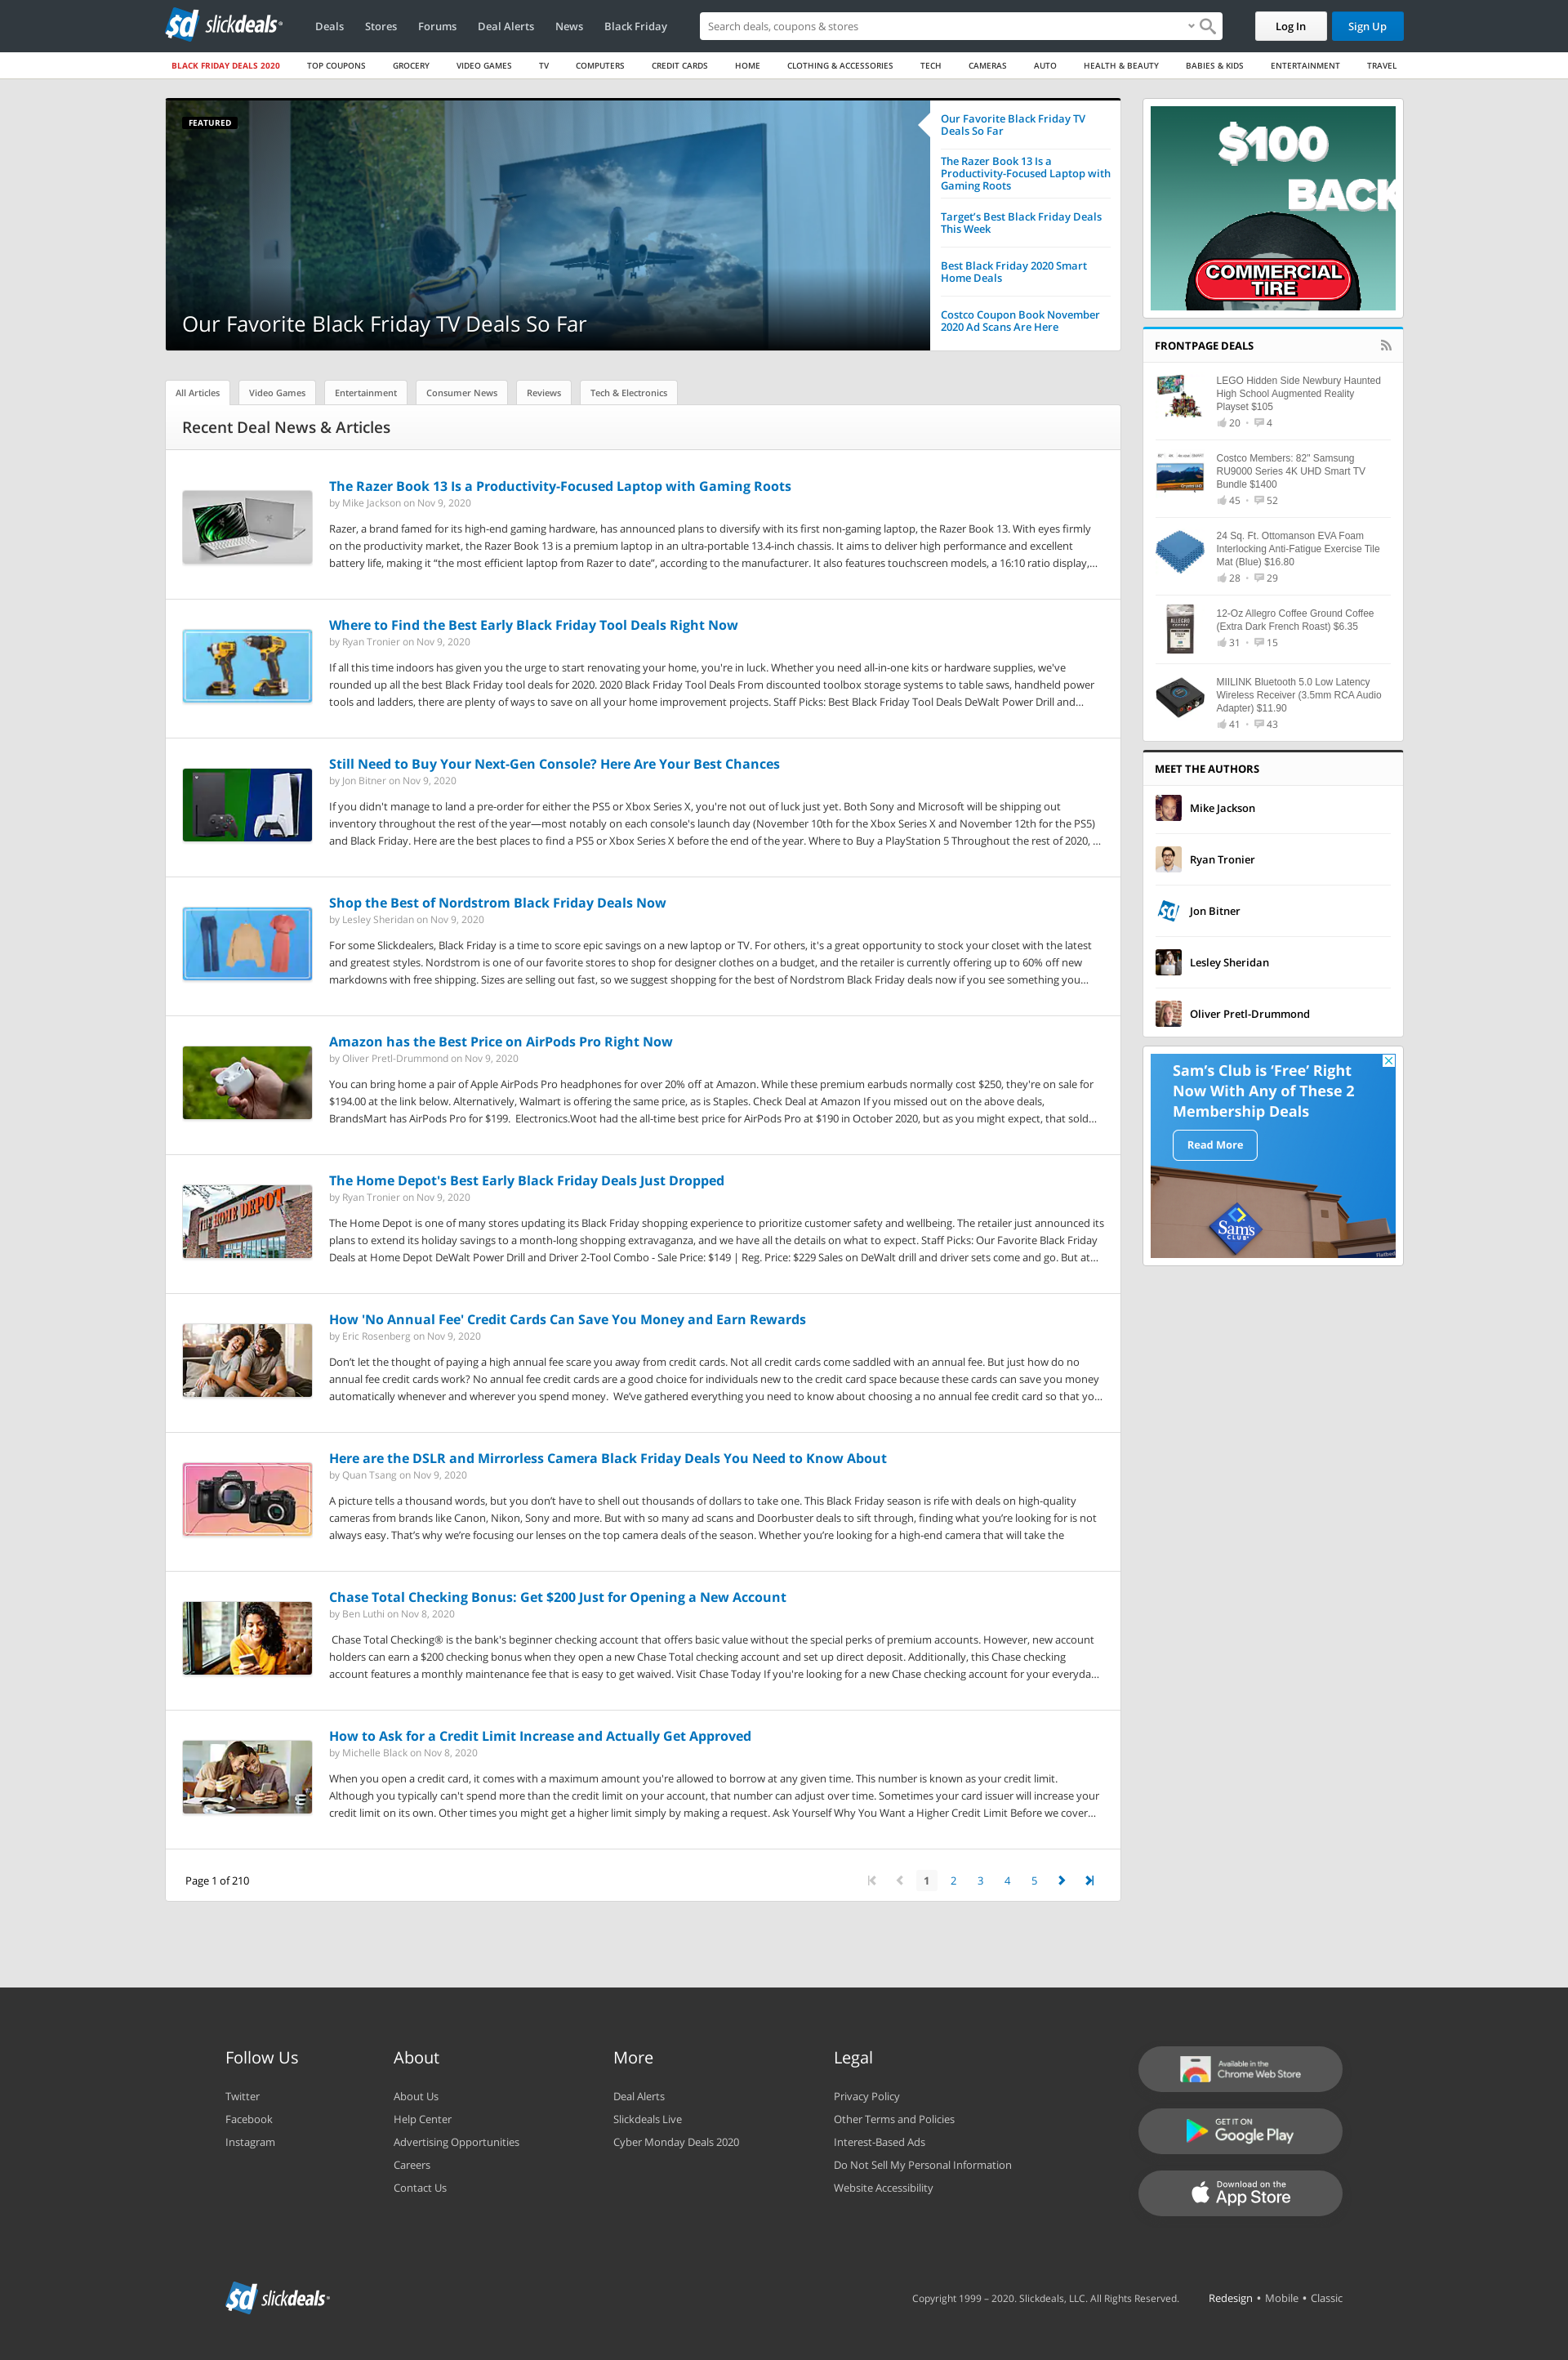 sd slickdeals®
Deals
Stores
Forums
Deal Alerts
News
Black Friday
Search deals, coupons & stores
Log In
Sign Up
BLACK FRIDAY DEALS 2020
TOP COUPONS
GROCERY
VIDEO GAMES
TV
COMPUTERS
CREDIT CARDS
HOME
CLOTHING & ACCESSORIES
TECH
CAMERAS
AUTO
HEALTH & BEAUTY
BABIES & KIDS
ENTERTAINMENT
TRAVEL
FEATURED
Our Favorite Black Friday TV Deals So Far
Our Favorite Black Friday TV
Deals So Far
The Razer Book 13 Is a
Productivity-Focused Laptop with
Gaming Roots
Target's Best Black Friday Deals
This Week
Best Black Friday 2020 Smart
Home Deals
Costco Coupon Book November
2020 Ad Scans Are Here
All Articles
Video Games
Entertainment
Consumer News
Reviews
Tech & Electronics
Recent Deal News & Articles
The Razer Book 13 Is a Productivity-Focused Laptop with Gaming Roots
by Mike Jackson on Nov 9, 2020
Razer, a brand famed for its high-end gaming hardware, has announced plans to diversify with its first non-gaming laptop, the Razer Book 13. With eyes firmly
on the productivity market, the Razer Book 13 is a premium laptop in an ultra-portable 13.4-inch chassis. It aims to deliver high performance and excellent
battery life, making it “the most efficient laptop from Razer to date”, according to the manufacturer. It also features touchscreen models, a 16:10 ratio display,...
Where to Find the Best Early Black Friday Tool Deals Right Now
by Ryan Tronier on Nov 9, 2020
If all this time indoors has given you the urge to start renovating your home, you're in luck. Whether you need all-in-one kits or hardware supplies, we've
rounded up all the best Black Friday tool deals for 2020. 2020 Black Friday Tool Deals From discounted toolbox storage systems to table saws, handheld power
tools and ladders, there are plenty of ways to save on all your home improvement projects. Staff Picks: Best Black Friday Tool Deals DeWalt Power Drill and...
Still Need to Buy Your Next-Gen Console? Here Are Your Best Chances
by Jon Bitner on Nov 9, 2020
If you didn't manage to land a pre-order for either the PS5 or Xbox Series X, you're not out of luck just yet. Both Sony and Microsoft will be shipping out
inventory throughout the rest of the year—most notably on each console's launch day (November 10th for the Xbox Series X and November 12th for the PS5)
and Black Friday. Here are the best places to find a PS5 or Xbox Series X before the end of the year. Where to Buy a PlayStation 5 Throughout the rest of 2020, ...
Shop the Best of Nordstrom Black Friday Deals Now
by Lesley Sheridan on Nov 9, 2020
For some Slickdealers, Black Friday is a time to score epic savings on a new laptop or TV. For others, it's a great opportunity to stock your closet with the latest
and greatest styles. Nordstrom is one of our favorite stores to shop for designer clothes on a budget, and the retailer is currently offering up to 60% off new
markdowns with free shipping. Sizes are selling out fast, so we suggest shopping for the best of Nordstrom Black Friday deals now if you see something you...
Amazon has the Best Price on AirPods Pro Right Now
by Oliver Pretl-Drummond on Nov 9, 2020
You can bring home a pair of Apple AirPods Pro headphones for over 20% off at Amazon. While these premium earbuds normally cost $250, they're on sale for
$194.00 at the link below. Alternatively, Walmart is offering the same price, as is Staples. Check Deal at Amazon If you missed out on the above deals,
BrandsMart has AirPods Pro for $199.  Electronics.Woot had the all-time best price for AirPods Pro at $190 in October 2020, but as you might expect, that sold...
THE HOME DEPOT
The Home Depot's Best Early Black Friday Deals Just Dropped
by Ryan Tronier on Nov 9, 2020
The Home Depot is one of many stores updating its Black Friday shopping experience to prioritize customer safety and wellbeing. The retailer just announced its
plans to extend its holiday savings to a month-long shopping extravaganza, and we have all the details on what to expect. Staff Picks: Our Favorite Black Friday
Deals at Home Depot DeWalt Power Drill and Driver 2-Tool Combo - Sale Price: $149 | Reg. Price: $229 Sales on DeWalt drill and driver sets come and go. But at...
How 'No Annual Fee' Credit Cards Can Save You Money and Earn Rewards
by Eric Rosenberg on Nov 9, 2020
Don’t let the thought of paying a high annual fee scare you away from credit cards. Not all credit cards come saddled with an annual fee. But just how do no
annual fee credit cards work? No annual fee credit cards are a good choice for individuals new to the credit card space because these cards can save you money
automatically whenever and wherever you spend money.  We’ve gathered everything you need to know about choosing a no annual fee credit card so that yo...
Here are the DSLR and Mirrorless Camera Black Friday Deals You Need to Know About
by Quan Tsang on Nov 9, 2020
A picture tells a thousand words, but you don’t have to shell out thousands of dollars to take one. This Black Friday season is rife with deals on high-quality
cameras from brands like Canon, Nikon, Sony and more. But with so many ad scans and Doorbuster deals to sift through, finding what you’re looking for is not
always easy. That’s why we’re focusing our lenses on the top camera deals of the season. Whether you’re looking for a high-end camera that will take the
Chase Total Checking Bonus: Get $200 Just for Opening a New Account
by Ben Luthi on Nov 8, 2020
Chase Total Checking® is the bank's beginner checking account that offers basic value without the special perks of premium accounts. However, new account
holders can earn a $200 checking bonus when they open a new Chase Total checking account and set up direct deposit. Additionally, this Chase checking
account features a monthly maintenance fee that is easy to get waived. Visit Chase Today If you're looking for a new Chase checking account for your everyda...
How to Ask for a Credit Limit Increase and Actually Get Approved
by Michelle Black on Nov 8, 2020
When you open a credit card, it comes with a maximum amount you're allowed to borrow at any given time. This number is known as your credit limit.
Although you typically can't spend more than the credit limit on your account, that number can adjust over time. Sometimes your card issuer will increase your
credit limit on its own. Other times you might get a higher limit simply by making a request. Ask Yourself Why You Want a Higher Credit Limit Before we cover...
Page 1 of 210
1 2 3 4 5
$100
BACK
COMMERCIAL
TIRE
FRONTPAGE DEALS
LEGO Hidden Side Newbury Haunted
High School Augmented Reality
Playset $105
20 • 4
Costco Members: 82" Samsung
RU9000 Series 4K UHD Smart TV
Bundle $1400
45 • 52
24 Sq. Ft. Ottomanson EVA Foam
Interlocking Anti-Fatigue Exercise Tile
Mat (Blue) $16.80
28 • 29
ALLEGRO
12-Oz Allegro Coffee Ground Coffee
(Extra Dark French Roast) $6.35
31 • 15
MIILINK Bluetooth 5.0 Low Latency
Wireless Receiver (3.5mm RCA Audio
Adapter) $11.90
41 • 43
MEET THE AUTHORS
Mike Jackson
Ryan Tronier
sd
Jon Bitner
Lesley Sheridan
Oliver Pretl-Drummond
Sam’s Club is ‘Free’ Right
Now With Any of These 2
Membership Deals
Read More
Sam's
CLUB
Follow Us
Twitter
Facebook
Instagram
About
About Us
Help Center
Advertising Opportunities
Careers
Contact Us
More
Deal Alerts
Slickdeals Live
Cyber Monday Deals 2020
Legal
Privacy Policy
Other Terms and Policies
Interest-Based Ads
Do Not Sell My Personal Information
Website Accessibility
Available in the
Chrome Web Store
GET IT ON
Google Play
Download on the
App Store
sd slickdeals®
Copyright 1999 – 2020. Slickdeals, LLC. All Rights Reserved.
Redesign • Mobile • Classic